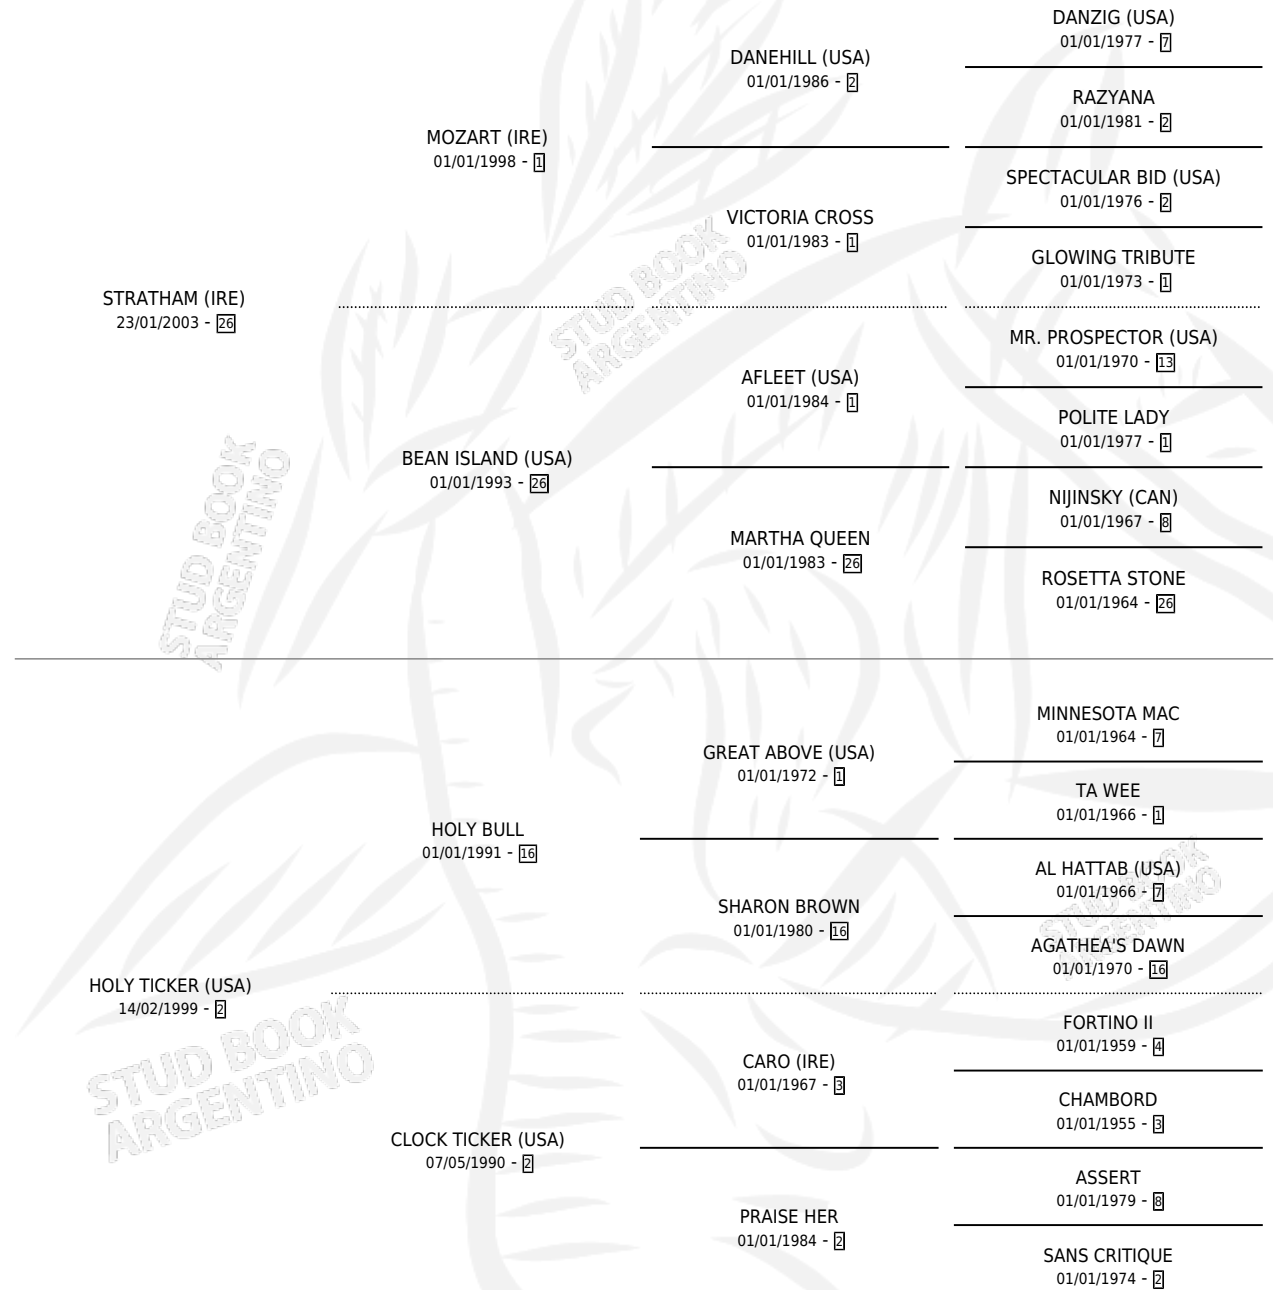 DANZIG (USA)
01/01/1977 - 7
DANEHILL (USA)
01/01/1986 - 2
RAZYANA
01/01/1981 - 2
MOZART (IRE)
01/01/1998 - 1
SPECTACULAR BID (USA)
01/01/1976 - 2
VICTORIA CROSS
01/01/1983 - 1
GLOWING TRIBUTE
01/01/1973 - 1
STRATHAM (IRE)
23/01/2003 - 26
MR. PROSPECTOR (USA)
01/01/1970 - 13
AFLEET (USA)
01/01/1984 - 1
POLITE LADY
01/01/1977 - 1
BEAN ISLAND (USA)
01/01/1993 - 26
NIJINSKY (CAN)
01/01/1967 - 8
MARTHA QUEEN
01/01/1983 - 26
ROSETTA STONE
01/01/1964 - 26
MINNESOTA MAC
01/01/1964 - 7
GREAT ABOVE (USA)
01/01/1972 - 1
TA WEE
01/01/1966 - 1
HOLY BULL
01/01/1991 - 16
AL HATTAB (USA)
01/01/1966 - 7
SHARON BROWN
01/01/1980 - 16
AGATHEA'S DAWN
01/01/1970 - 16
HOLY TICKER (USA)
14/02/1999 - 2
FORTINO II
01/01/1959 - 4
CARO (IRE)
01/01/1967 - 3
CHAMBORD
01/01/1955 - 3
CLOCK TICKER (USA)
07/05/1990 - 2
ASSERT
01/01/1979 - 8
PRAISE HER
01/01/1984 - 2
SANS CRITIQUE
01/01/1974 - 2
STUD BOOK
ARGENTINO
STUD BOOK
ARGENTINO
STUD BOOK
ARGENTINO
STUD BOOK
ARGENTINO